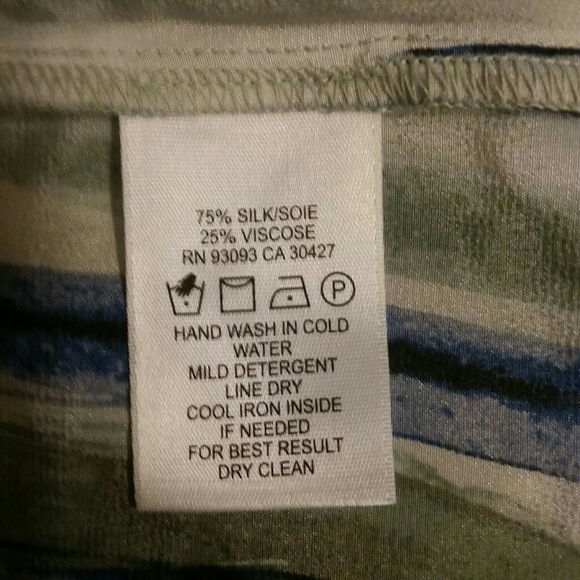 75% SILK/SOIE
25% VISCOSE
RN 93093 CA 30427
P
HAND WASH IN COLD
WATER
MILD DETERGENT
LINE DRY
COOL IRON INSIDE
IF NEEDED
FOR BEST RESULT
DRY CLEAN